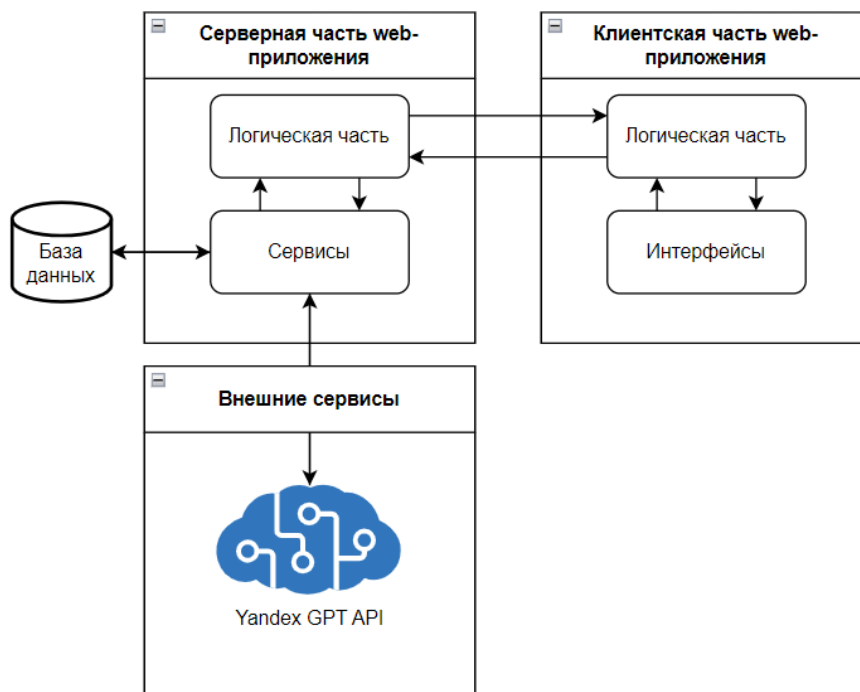 Серверная часть web-
приложения
Клиентская часть web-
приложения
Логическая часть
Логическая часть
База
данных
Сервисы
Интерфейсы
Внешние сервисы
Yandex GPT API